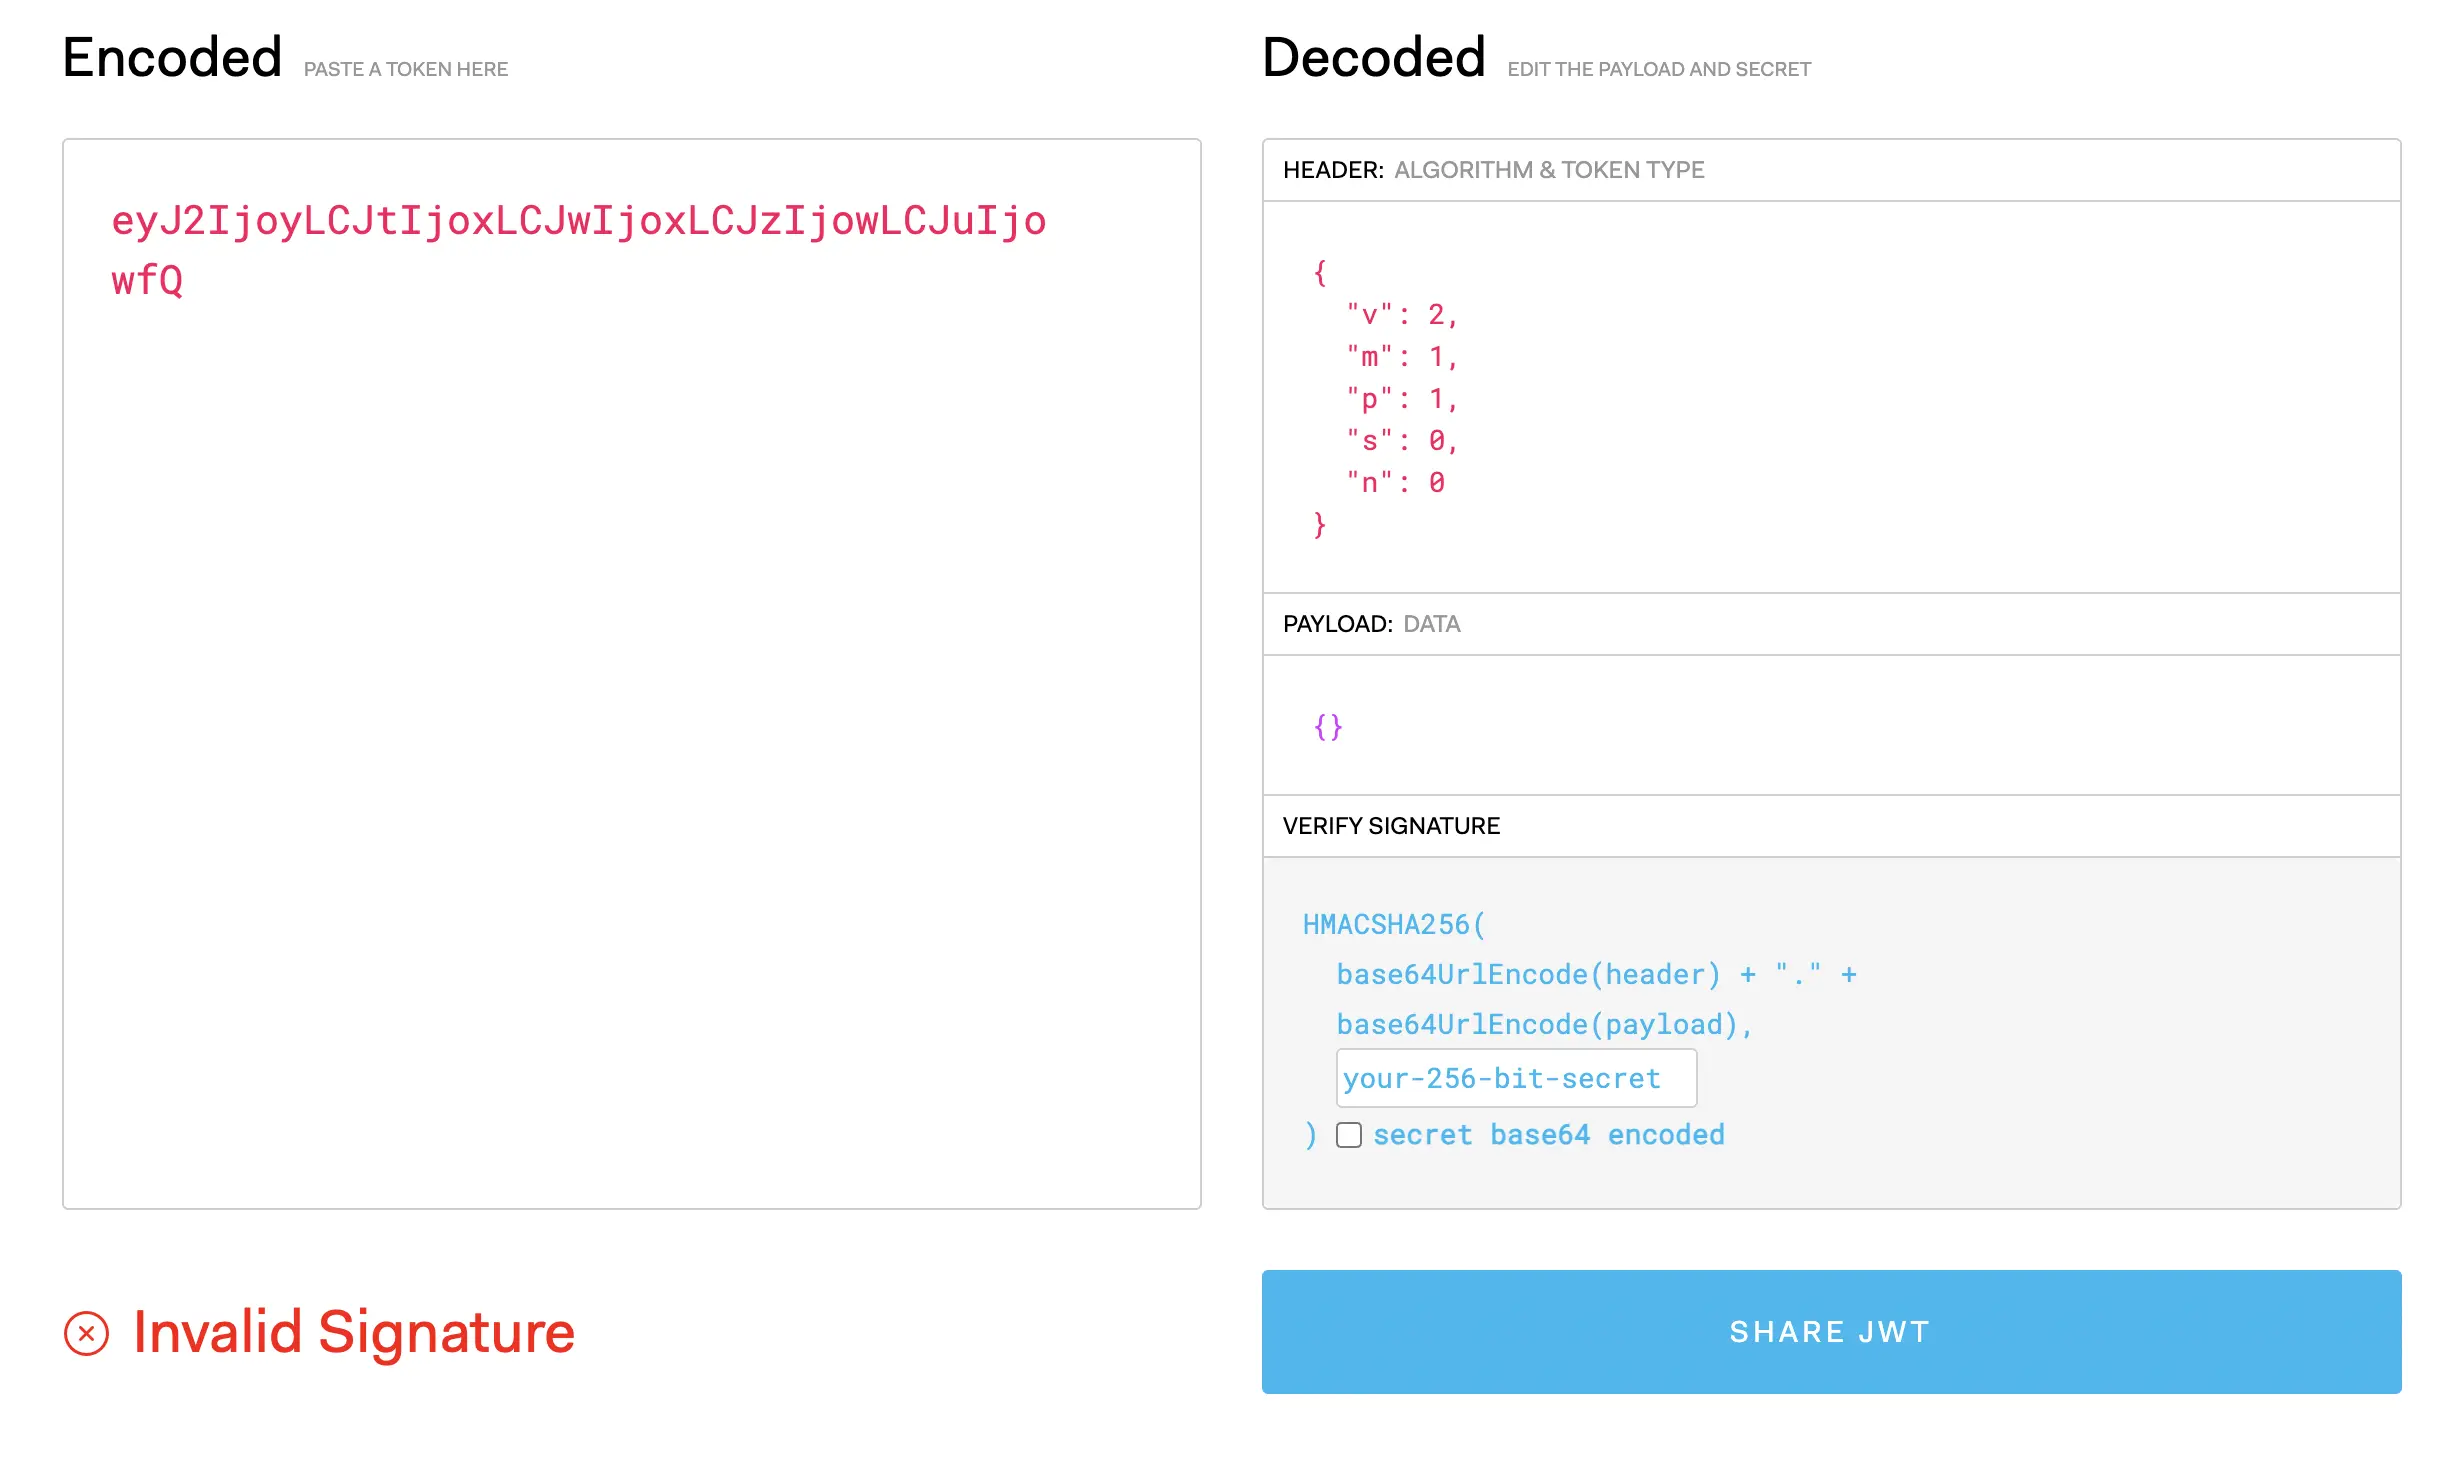 Encoded PASTE A TOKEN HERE
eyJ2IjoyLCJtIjoxLCJwIjoxLCJzIjowLCJuIjo
wfQ
Invalid Signature
Decoded EDIT THE PAYLOAD AND SECRET
HEADER: ALGORITHM & TOKEN TYPE
{
"v": 2,
"m": 1,
"p": 1,
"s": 0,
"n": 0
}
PAYLOAD: DATA
{}
VERIFY SIGNATURE
HMACSHA256(
base64UrlEncode(header) + "." +
base64UrlEncode(payload),
your-256-bit-secret
) secret base64 encoded
SHARE JWT